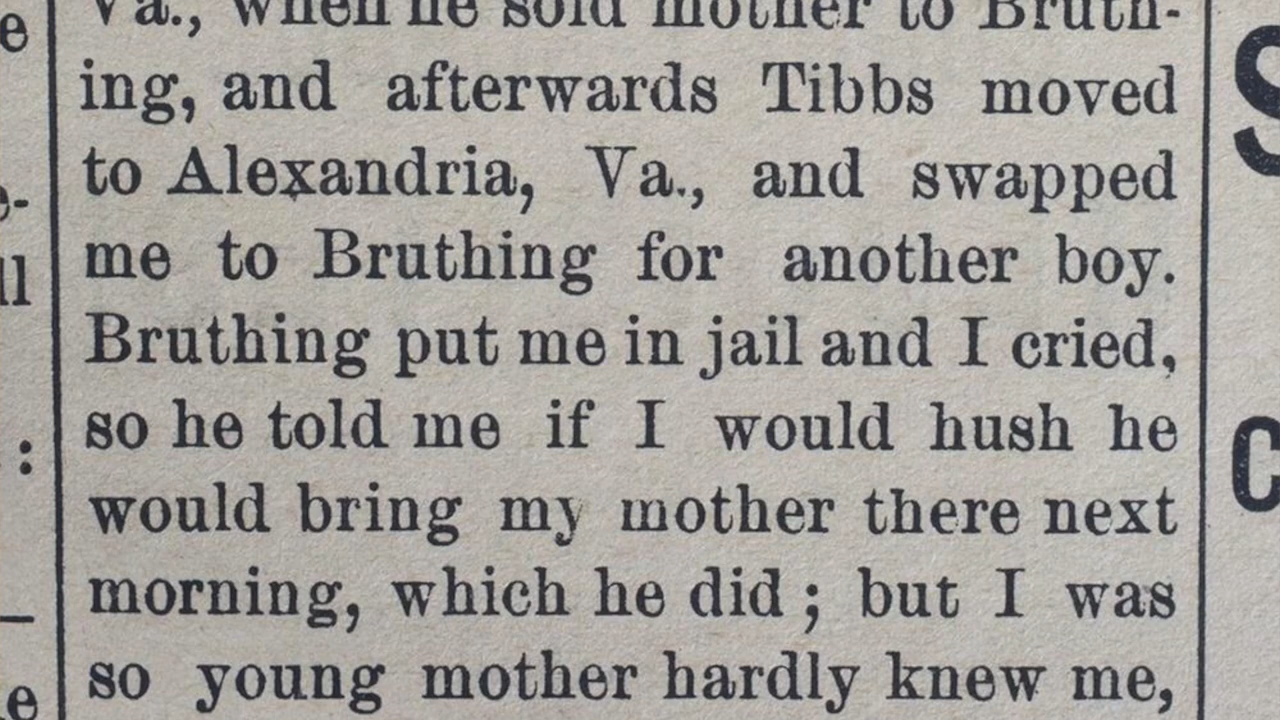 Va., when he sold mother to Bruth-
ing, and afterwards Tibbs moved
to Alexandria, Va., and swapped
me to Bruthing for another boy.
Bruthing put me in jail and I cried,
so he told me if I would hush he
would bring my mother there next
morning, which he did ; but I was
so young mother hardly knew me,